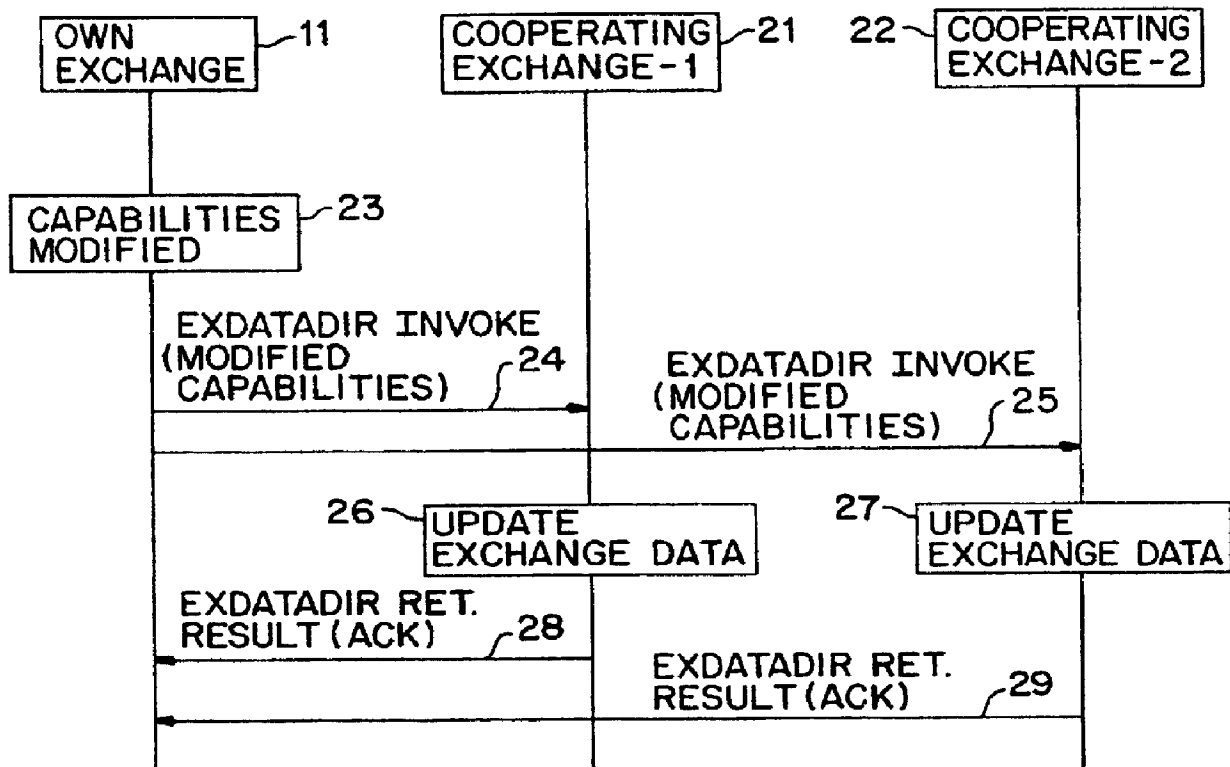 OWN
EXCHANGE
11
COOPERATING
EXCHANGE-1
21
22
COOPERATING
EXCHANGE-2
CAPABILITIES
MODIFIED
23
EXDATADIR INVOKE
(MODIFIED
CAPABILITIES)
24
EXDATADIR INVOKE
(MODIFIED
CAPABILITIES)
25
26
UPDATE
EXCHANGE DATA
27
UPDATE
EXCHANGE DATA
EXDATADIR RET.
RESULT (ACK)
28
EXDATADIR RET.
RESULT (ACK)
29